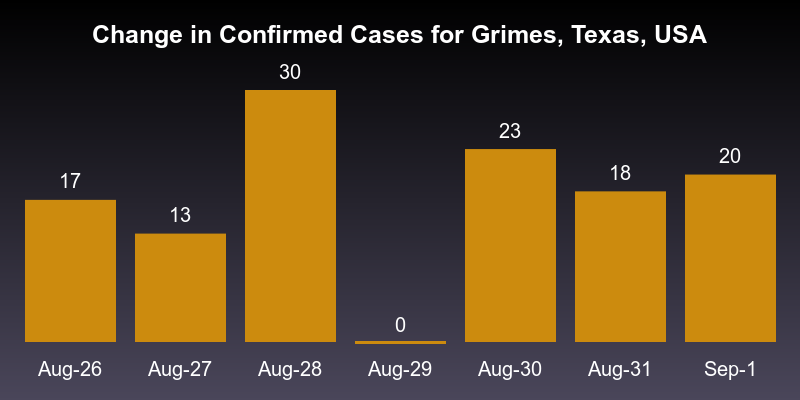 Change in Confirmed Cases for Grimes, Texas, USA
17
13
30
0
23
18
20
Aug-26
Aug-27
Aug-28
Aug-29
Aug-30
Aug-31
Sep-1